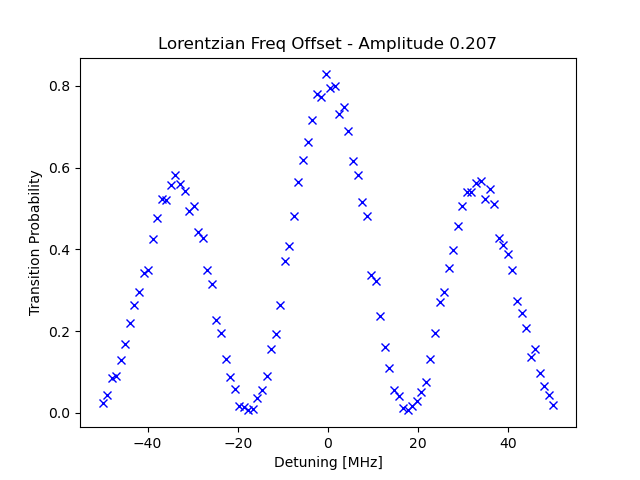 Lorentzian Freq Offset - Amplitude 0.207
Transition Probability
0.8
0.6
0.4
0.2
0.0
−40 −20 0 20 40
Detuning [MHz]